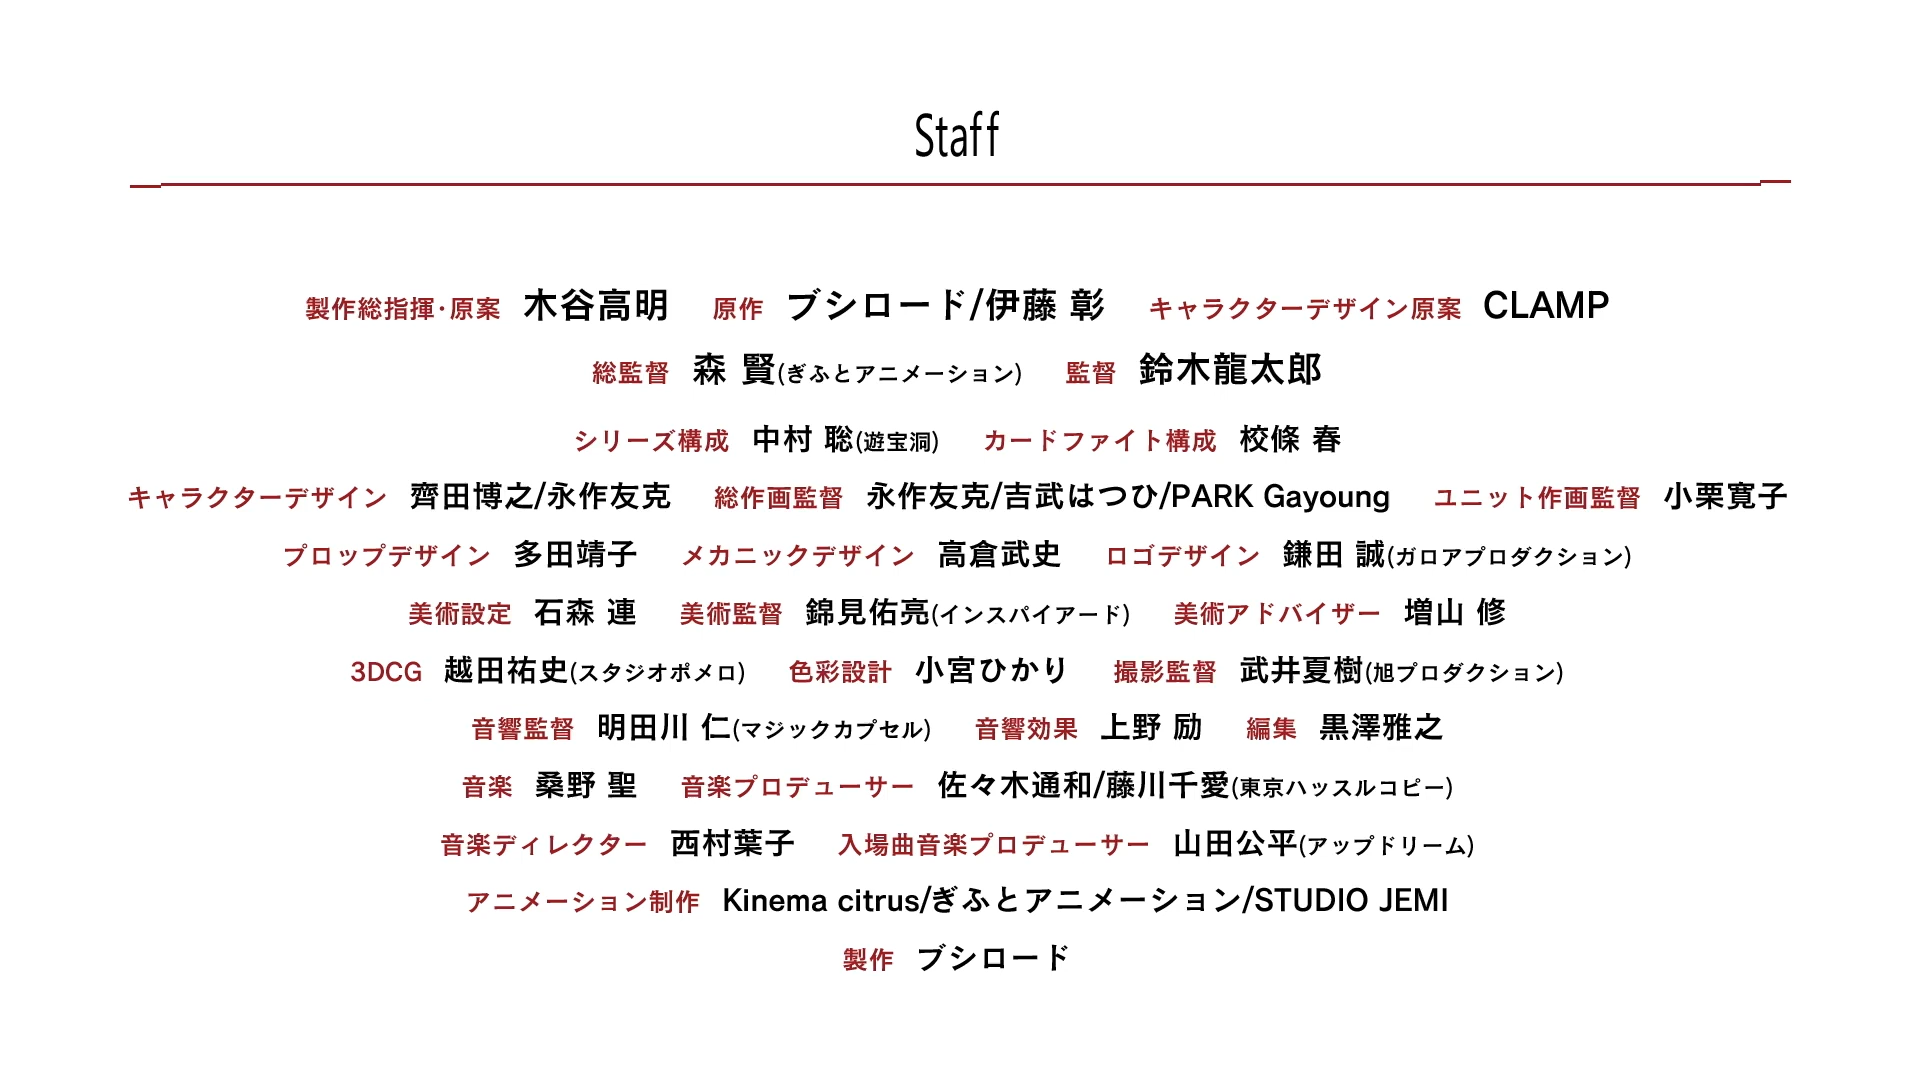 Staff
製作総指揮･原案 木谷高明 原作 ブシロード/伊藤 彰 キャラクターデザイン原案 CLAMP
総監督 森 賢(ぎふとアニメーション) 監督 鈴木龍太郎
シリーズ構成 中村 聡(遊宝洞) カードファイト構成 校條 春
キャラクターデザイン 齊田博之/永作友克 総作画監督 永作友克/吉武はつひ/PARK Gayoung ユニット作画監督 小栗寛子
プロップデザイン 多田靖子 メカニックデザイン 高倉武史 ロゴデザイン 鎌田 誠(ガロアプロダクション)
美術設定 石森 連 美術監督 錦見佑亮(インスパイアード) 美術アドバイザー 増山 修
3DCG 越田祐史(スタジオポメロ) 色彩設計 小宮ひかり 撮影監督 武井夏樹(旭プロダクション)
音響監督 明田川 仁(マジックカプセル) 音響効果 上野 励 編集 黒澤雅之
音楽 桑野 聖 音楽プロデューサー 佐々木通和/藤川千愛(東京ハッスルコピー)
音楽ディレクター 西村葉子 入場曲音楽プロデューサー 山田公平(アップドリーム)
アニメーション制作 Kinema citrus/ぎふとアニメーション/STUDIO JEMI
製作 ブシロード